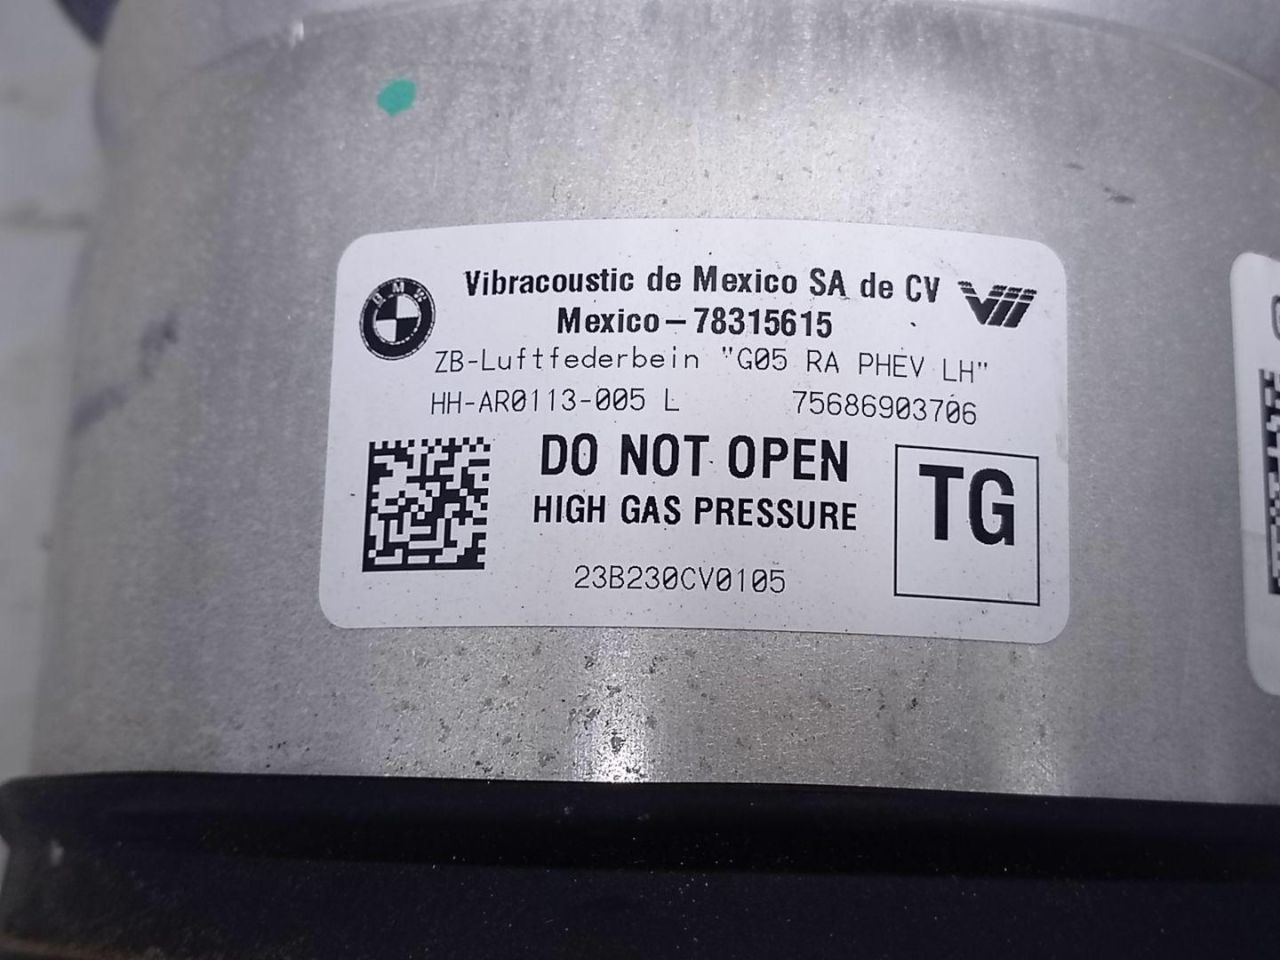 BMW
Vibracoustic de Mexico SA de CV
Mexico-78315615
ZB-Luftfederbein "G05 RA PHEV LH"
HH-AR0113-005 L 75686903706
DO NOT OPEN
HIGH GAS PRESSURE
TG
23B230CV0105